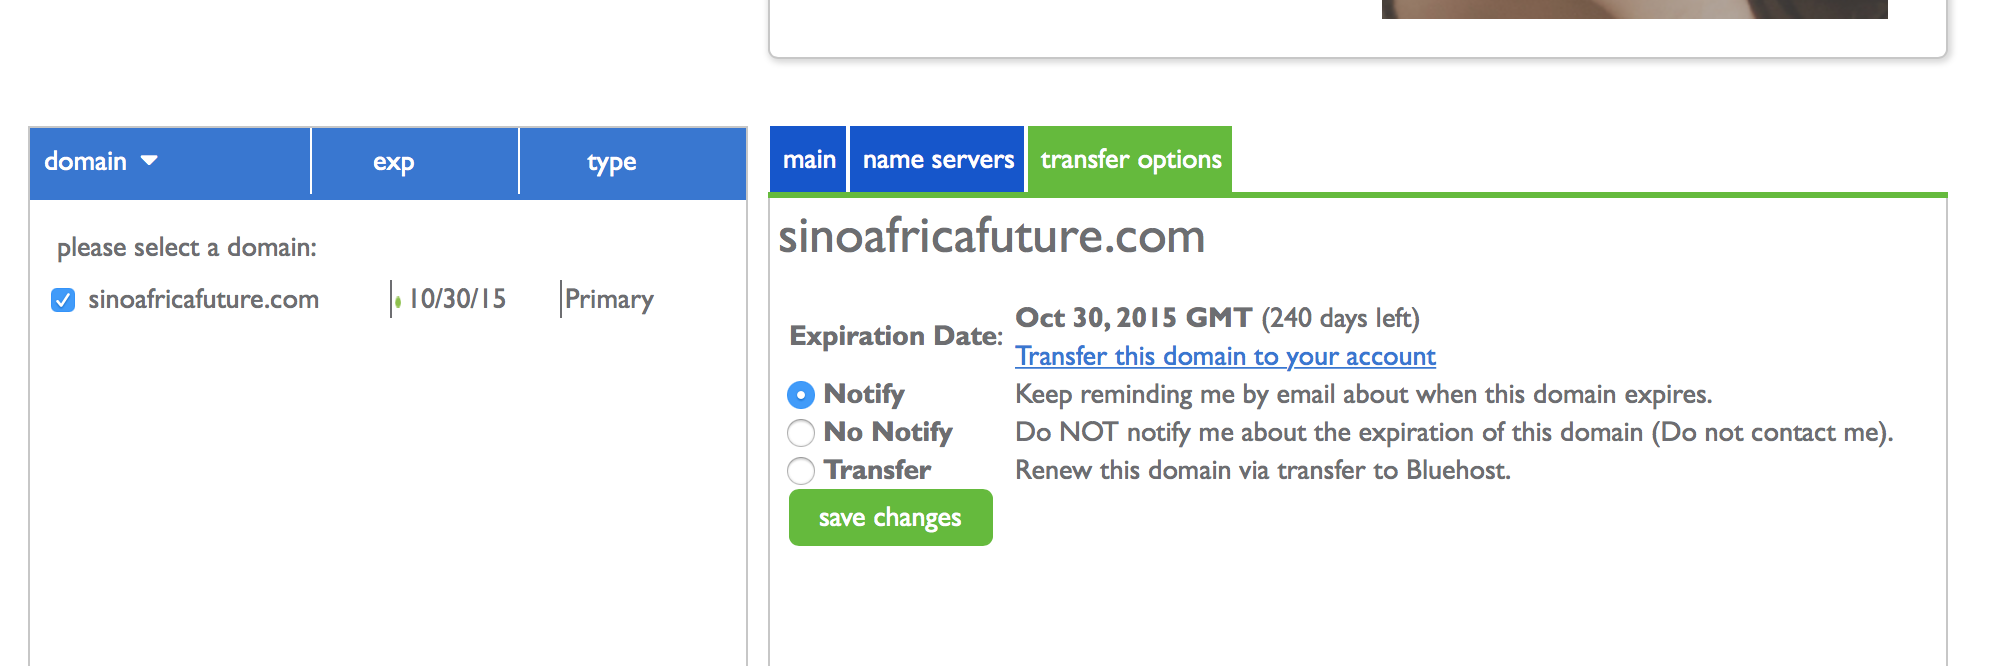 domain exp type
please select a domain:
sinoafricafuture.com 10/30/15 Primary
main name servers transfer options
sinoafricafuture.com
Expiration Date: Oct 30, 2015 GMT (240 days left)
Transfer this domain to your account
Notify Keep reminding me by email about when this domain expires.
No Notify Do NOT notify me about the expiration of this domain (Do not contact me).
Transfer Renew this domain via transfer to Bluehost.
save changes